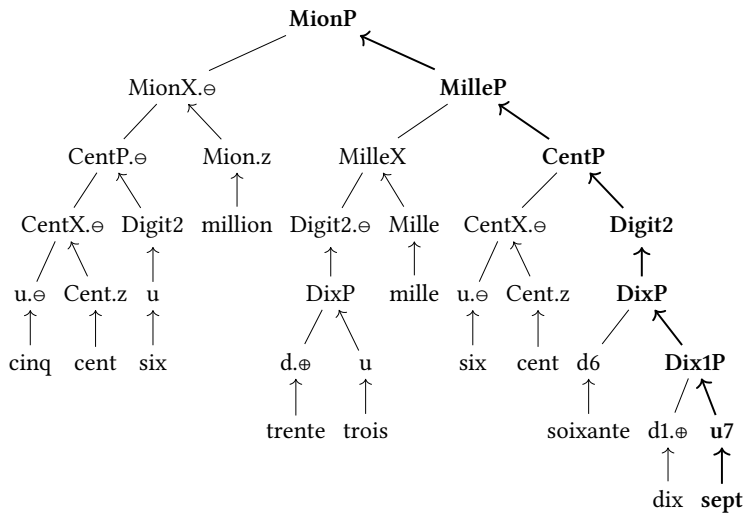 MionP
MionX.⊖ MilleP
CentP.⊖ Mion.z MilleX CentP
CentX.⊖ Digit2 million Digit2.⊖ Mille CentX.⊖ Digit2
u.⊖ Cent.z u DixP mille u.⊖ Cent.z DixP
cinq cent six d.⊕ u six cent d6 Dix1P
trente trois soixante d1.⊕ u7
dix sept